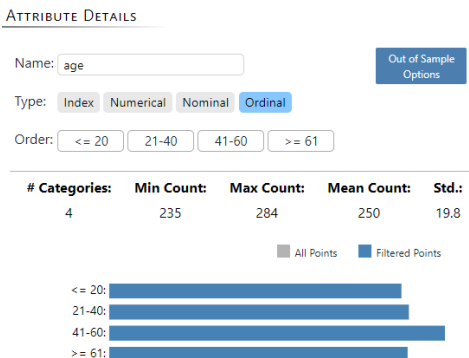 ATTRIBUTE DETAILS
Name: age
Out of Sample
Options
Type: Index Numerical Nominal Ordinal
Order: <= 20 21-40 41-60 >= 61
# Categories: Min Count: Max Count: Mean Count: Std.:
4 235 284 250 19.8
All Points Filtered Points
<= 20:
21-40:
41-60:
>= 61: